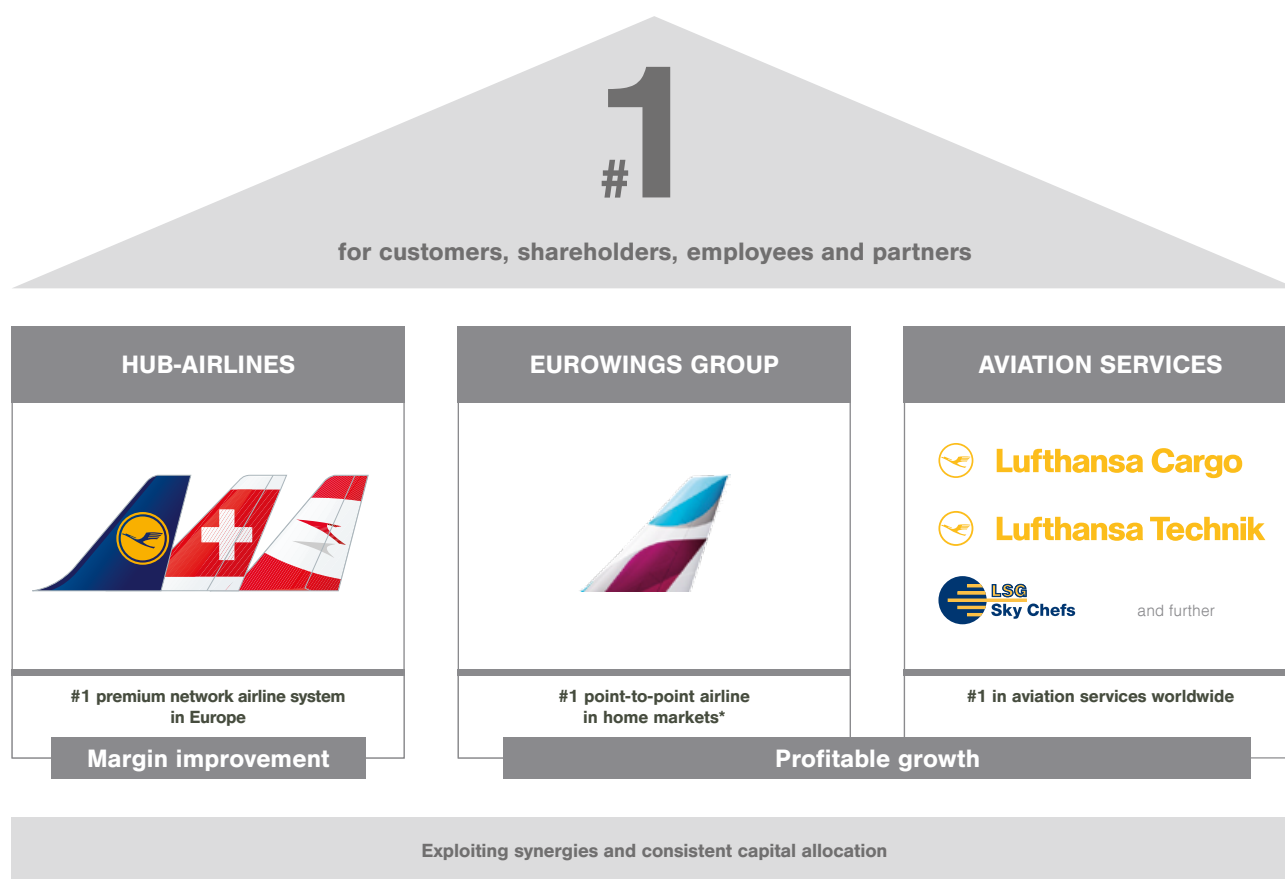 #1
for customers, shareholders, employees and partners
HUB-AIRLINES
EUROWINGS GROUP
AVIATION SERVICES
Lufthansa Cargo
Lufthansa Technik
LSG
Sky Chefs
and further
#1 premium network airline system
in Europe
#1 point-to-point airline
in home markets*
#1 in aviation services worldwide
Margin improvement
Profitable growth
Exploiting synergies and consistent capital allocation